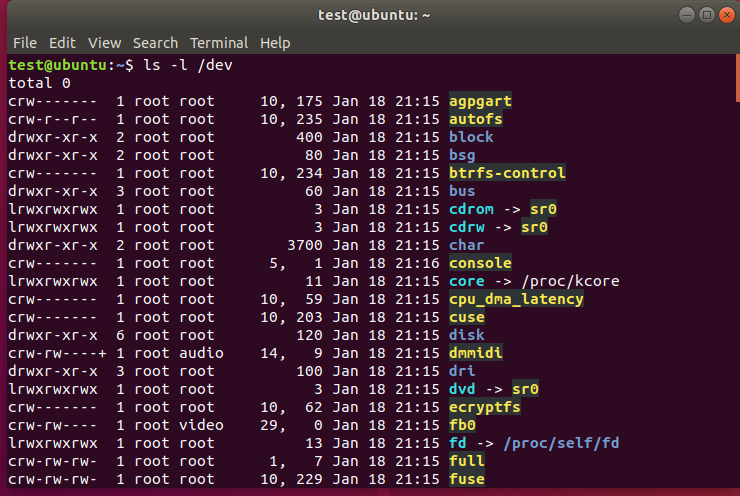 test@ubuntu: ~
File Edit View Search Terminal Help
test@ubuntu:~$ ls -l /dev
total 0
crw------- 1 root root 10, 175 Jan 18 21:15 agpgart
crw-r--r-- 1 root root 10, 235 Jan 18 21:15 autofs
drwxr-xr-x 2 root root 400 Jan 18 21:15 block
drwxr-xr-x 2 root root 80 Jan 18 21:15 bsg
crw------- 1 root root 10, 234 Jan 18 21:15 btrfs-control
drwxr-xr-x 3 root root 60 Jan 18 21:15 bus
lrwxrwxrwx 1 root root 3 Jan 18 21:15 cdrom -> sr0
lrwxrwxrwx 1 root root 3 Jan 18 21:15 cdrw -> sr0
drwxr-xr-x 2 root root 3700 Jan 18 21:15 char
crw------- 1 root root 5, 1 Jan 18 21:16 console
lrwxrwxrwx 1 root root 11 Jan 18 21:15 core -> /proc/kcore
crw------- 1 root root 10, 59 Jan 18 21:15 cpu_dma_latency
crw------- 1 root root 10, 203 Jan 18 21:15 cuse
drwxr-xr-x 6 root root 120 Jan 18 21:15 disk
crw-rw----+ 1 root audio 14, 9 Jan 18 21:15 dmmidi
drwxr-xr-x 3 root root 100 Jan 18 21:15 dri
lrwxrwxrwx 1 root root 3 Jan 18 21:15 dvd -> sr0
crw------- 1 root root 10, 62 Jan 18 21:15 ecryptfs
crw-rw---- 1 root video 29, 0 Jan 18 21:15 fb0
lrwxrwxrwx 1 root root 13 Jan 18 21:15 fd -> /proc/self/fd
crw-rw-rw- 1 root root 1, 7 Jan 18 21:15 full
crw-rw-rw- 1 root root 10, 229 Jan 18 21:15 fuse